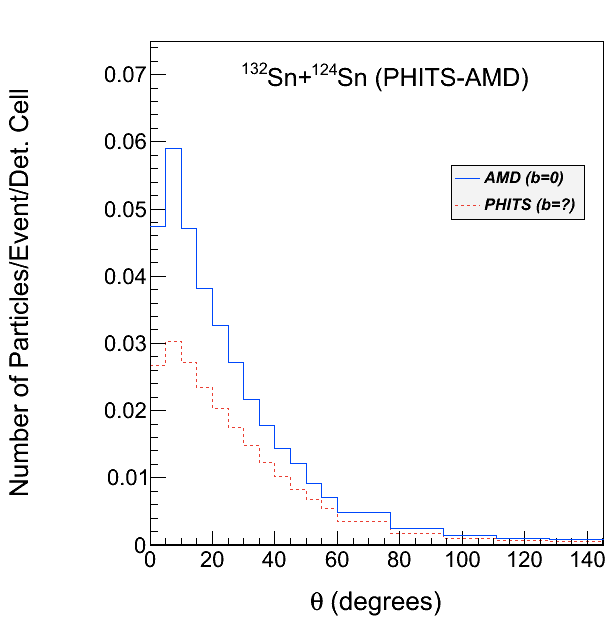 ¹³²Sn+¹²⁴Sn (PHITS-AMD)
AMD (b=0)
PHITS (b=?)
Number of Particles/Event/Det. Cell
0.07
0.06
0.05
0.04
0.03
0.02
0.01
0
0 20 40 60 80 100 120 140
θ (degrees)